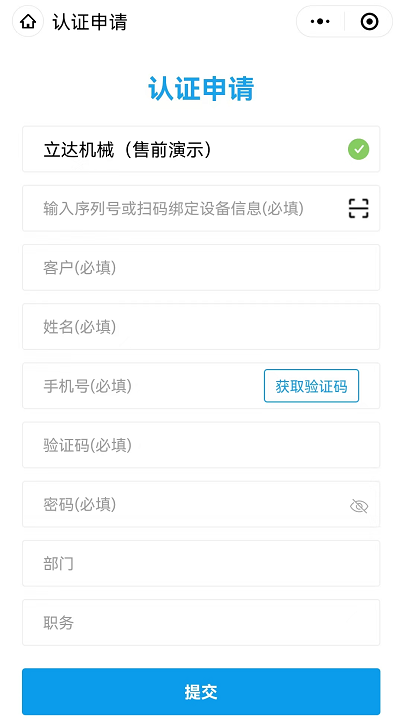 认证申请
认证申请
立达机械（售前演示）
输入序列号或扫码绑定设备信息(必填)
客户(必填)
姓名(必填)
手机号(必填) 获取验证码
验证码(必填)
密码(必填)
部门
职务
提交